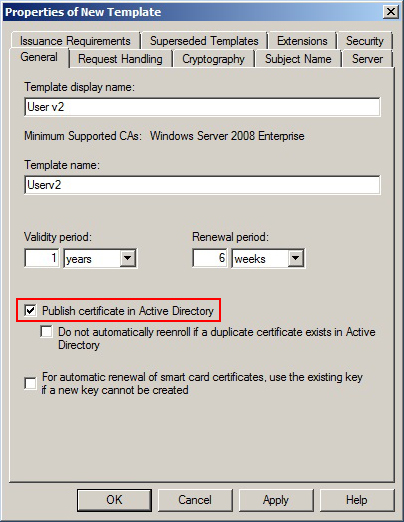 Properties of New Template
Issuance Requirements Superseded Templates Extensions Security
General Request Handling Cryptography Subject Name Server
Template display name:
User v2
Minimum Supported CAs: Windows Server 2008 Enterprise
Template name:
Userv2
Validity period: Renewal period:
1 years 6 weeks
Publish certificate in Active Directory
Do not automatically reenroll if a duplicate certificate exists in Active
Directory
For automatic renewal of smart card certificates, use the existing key
if a new key cannot be created
OK Cancel Apply Help